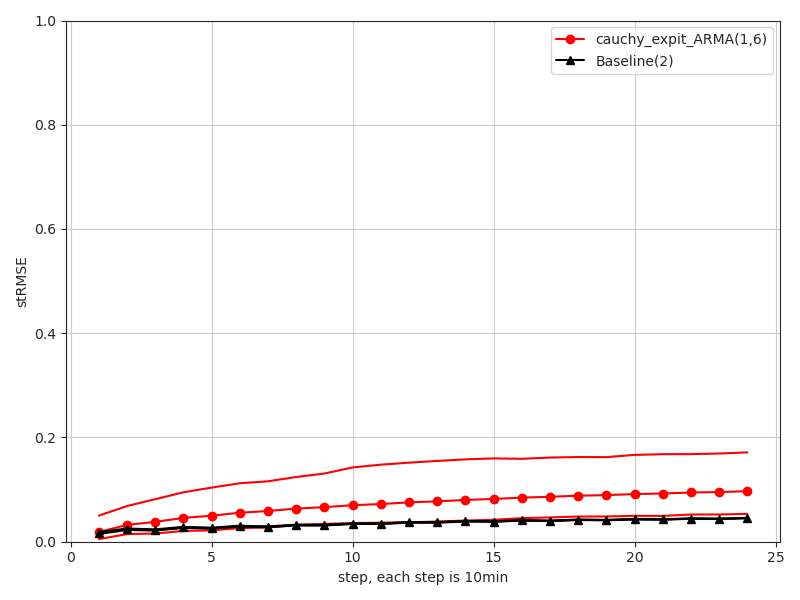 1.0
0.8
0.6
0.4
0.2
0.0
stRMSE
cauchy_expit_ARMA(1,6)
Baseline(2)
0 5 10 15 20 25
step, each step is 10min